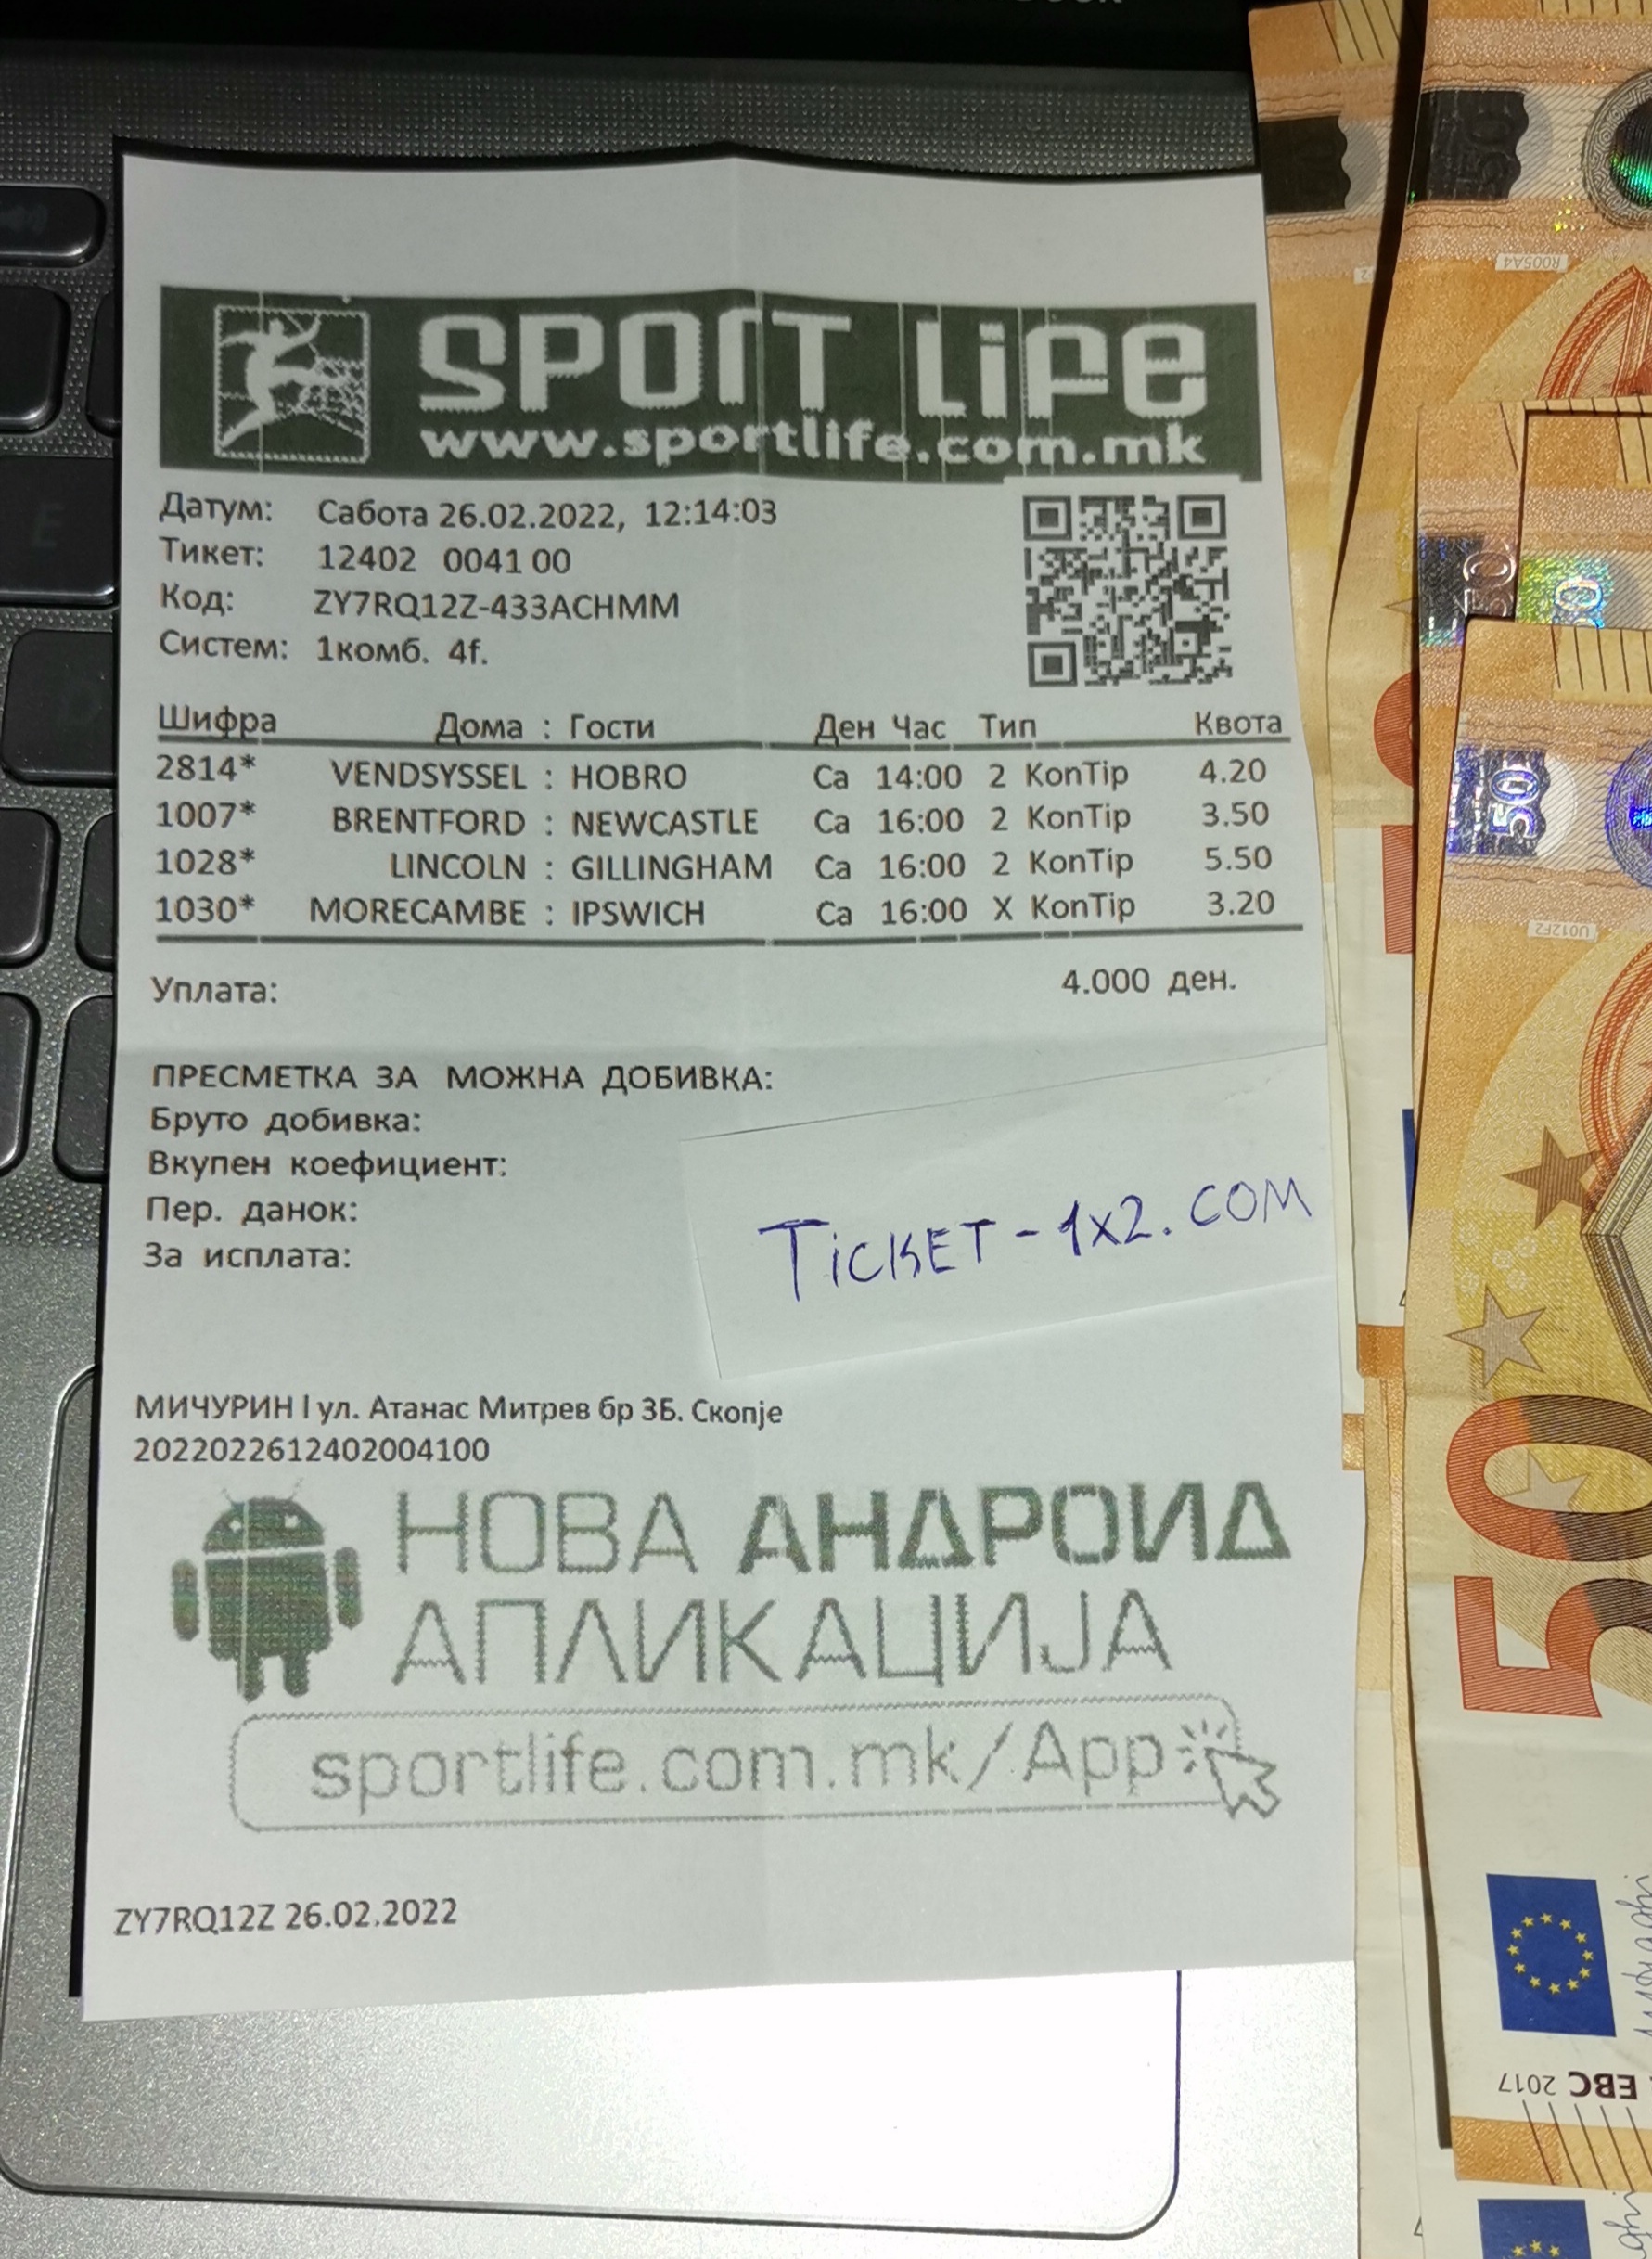 SPORT LIFE
www.sportlife.com.mk
Датум: Сабота 26.02.2022, 12:14:03
Тикет: 12402 0041 00
Код: ZY7RQ12Z-433ACHMM
Систем: 1комб. 4f.
Шифра Дома : Гости Ден Час Тип Квота
2814* VENDSYSSEL : HOBRO Са 14:00 2 KonTip 4.20
1007* BRENTFORD : NEWCASTLE Са 16:00 2 KonTip 3.50
1028* LINCOLN : GILLINGHAM Са 16:00 2 KonTip 5.50
1030* MORECAMBE : IPSWICH Са 16:00 X KonTip 3.20
Уплата: 4.000 ден.
ПРЕСМЕТКА ЗА МОЖНА ДОБИВКА:
Бруто добивка:
Вкупен коефициент:
Пер. данок:
За исплата:
TiCKET-1x2.COM
МИЧУРИН I ул. Атанас Митрев бр 3Б. Скопје
2022022612402004100
НОВА АНДРОИД
АПЛИКАЦИЈА
sportlife.com.mk/App
ZY7RQ12Z 26.02.2022
R005A4
50
50
U012F2
50
EBC 2017